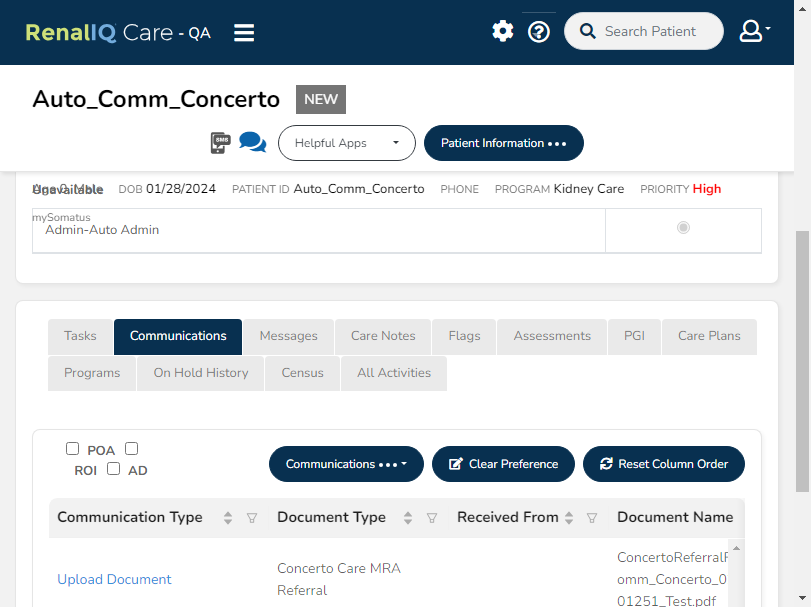 RenalIQ Care - QA
Search Patient
Auto_Comm_Concerto NEW
SMS
Helpful Apps
Patient Information
Unavailable
DOB 01/28/2024 PATIENT ID Auto_Comm_Concerto PHONE PROGRAM Kidney Care PRIORITY High
mySomatus
Admin-Auto Admin
Tasks Communications Messages Care Notes Flags Assessments PGI Care Plans
Programs On Hold History Census All Activities
POA
ROI AD
Communications Clear Preference Reset Column Order
Communication Type Document Type Received From Document Name
Upload Document
Concerto Care MRA
Referral
ConcertoReferralF
omm_Concerto_0
01251_Test.pdf